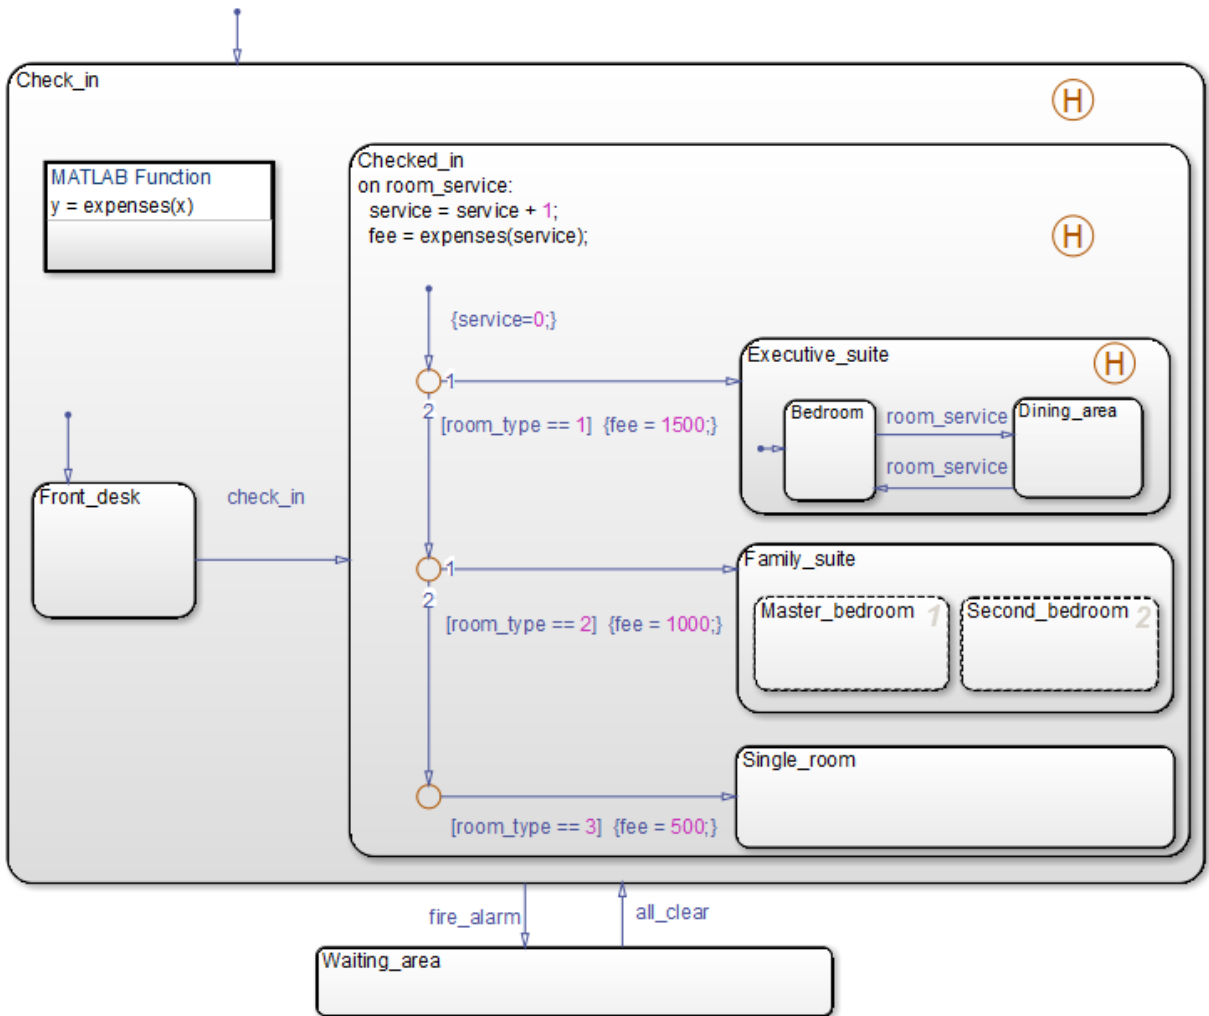 Check_in
H
MATLAB Function
y = expenses(x)
Checked_in
on room_service:
service = service + 1;
fee = expenses(service);
H
{service=0;}
Executive_suite
H
1
2
[room_type == 1] {fee = 1500;}
Bedroom
room_service
Dining_area
room_service
Front_desk
check_in
Family_suite
1
2
[room_type == 2] {fee = 1000;}
Master_bedroom 1
Second_bedroom 2
Single_room
[room_type == 3] {fee = 500;}
fire_alarm
all_clear
Waiting_area